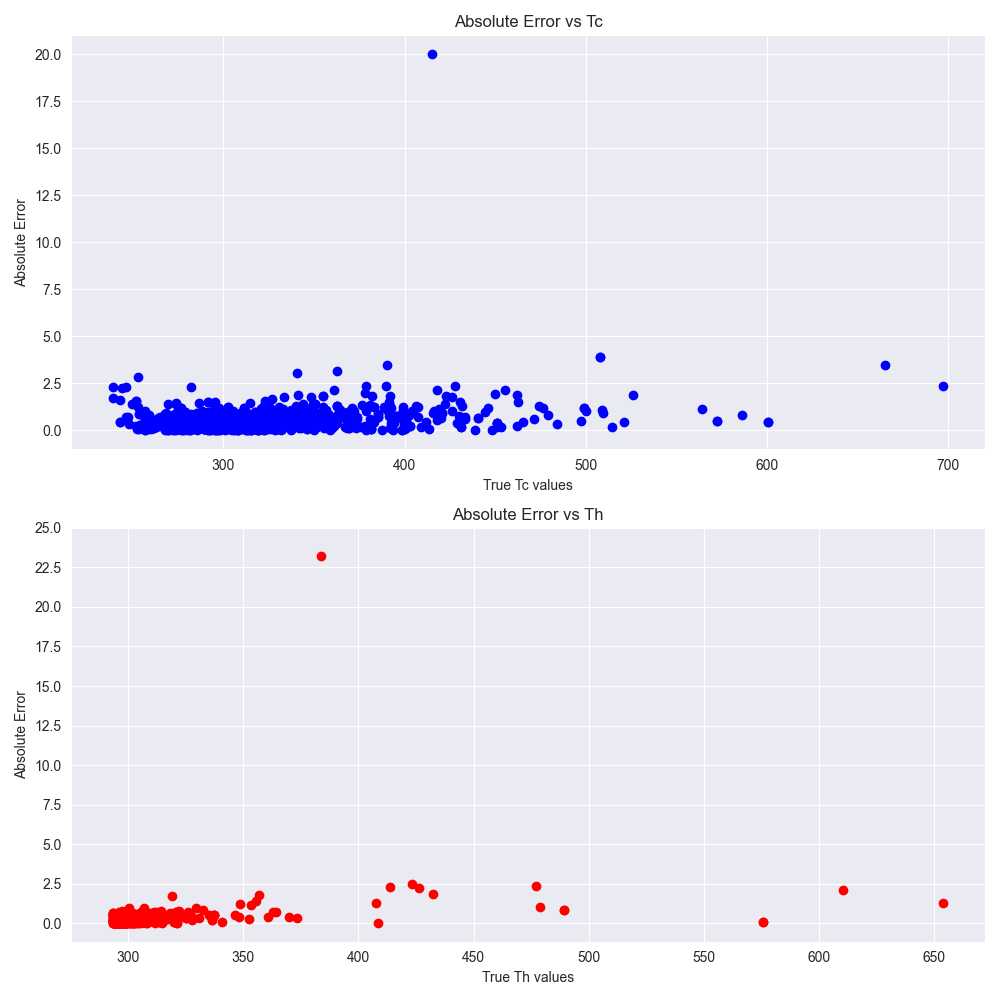 Absolute Error vs Tc
20.0
17.5
15.0
12.5
10.0
7.5
5.0
2.5
0.0
Absolute Error
300 400 500 600 700
True Tc values
Absolute Error vs Th
25.0
22.5
20.0
17.5
15.0
12.5
10.0
7.5
5.0
2.5
0.0
Absolute Error
300 350 400 450 500 550 600 650
True Th values